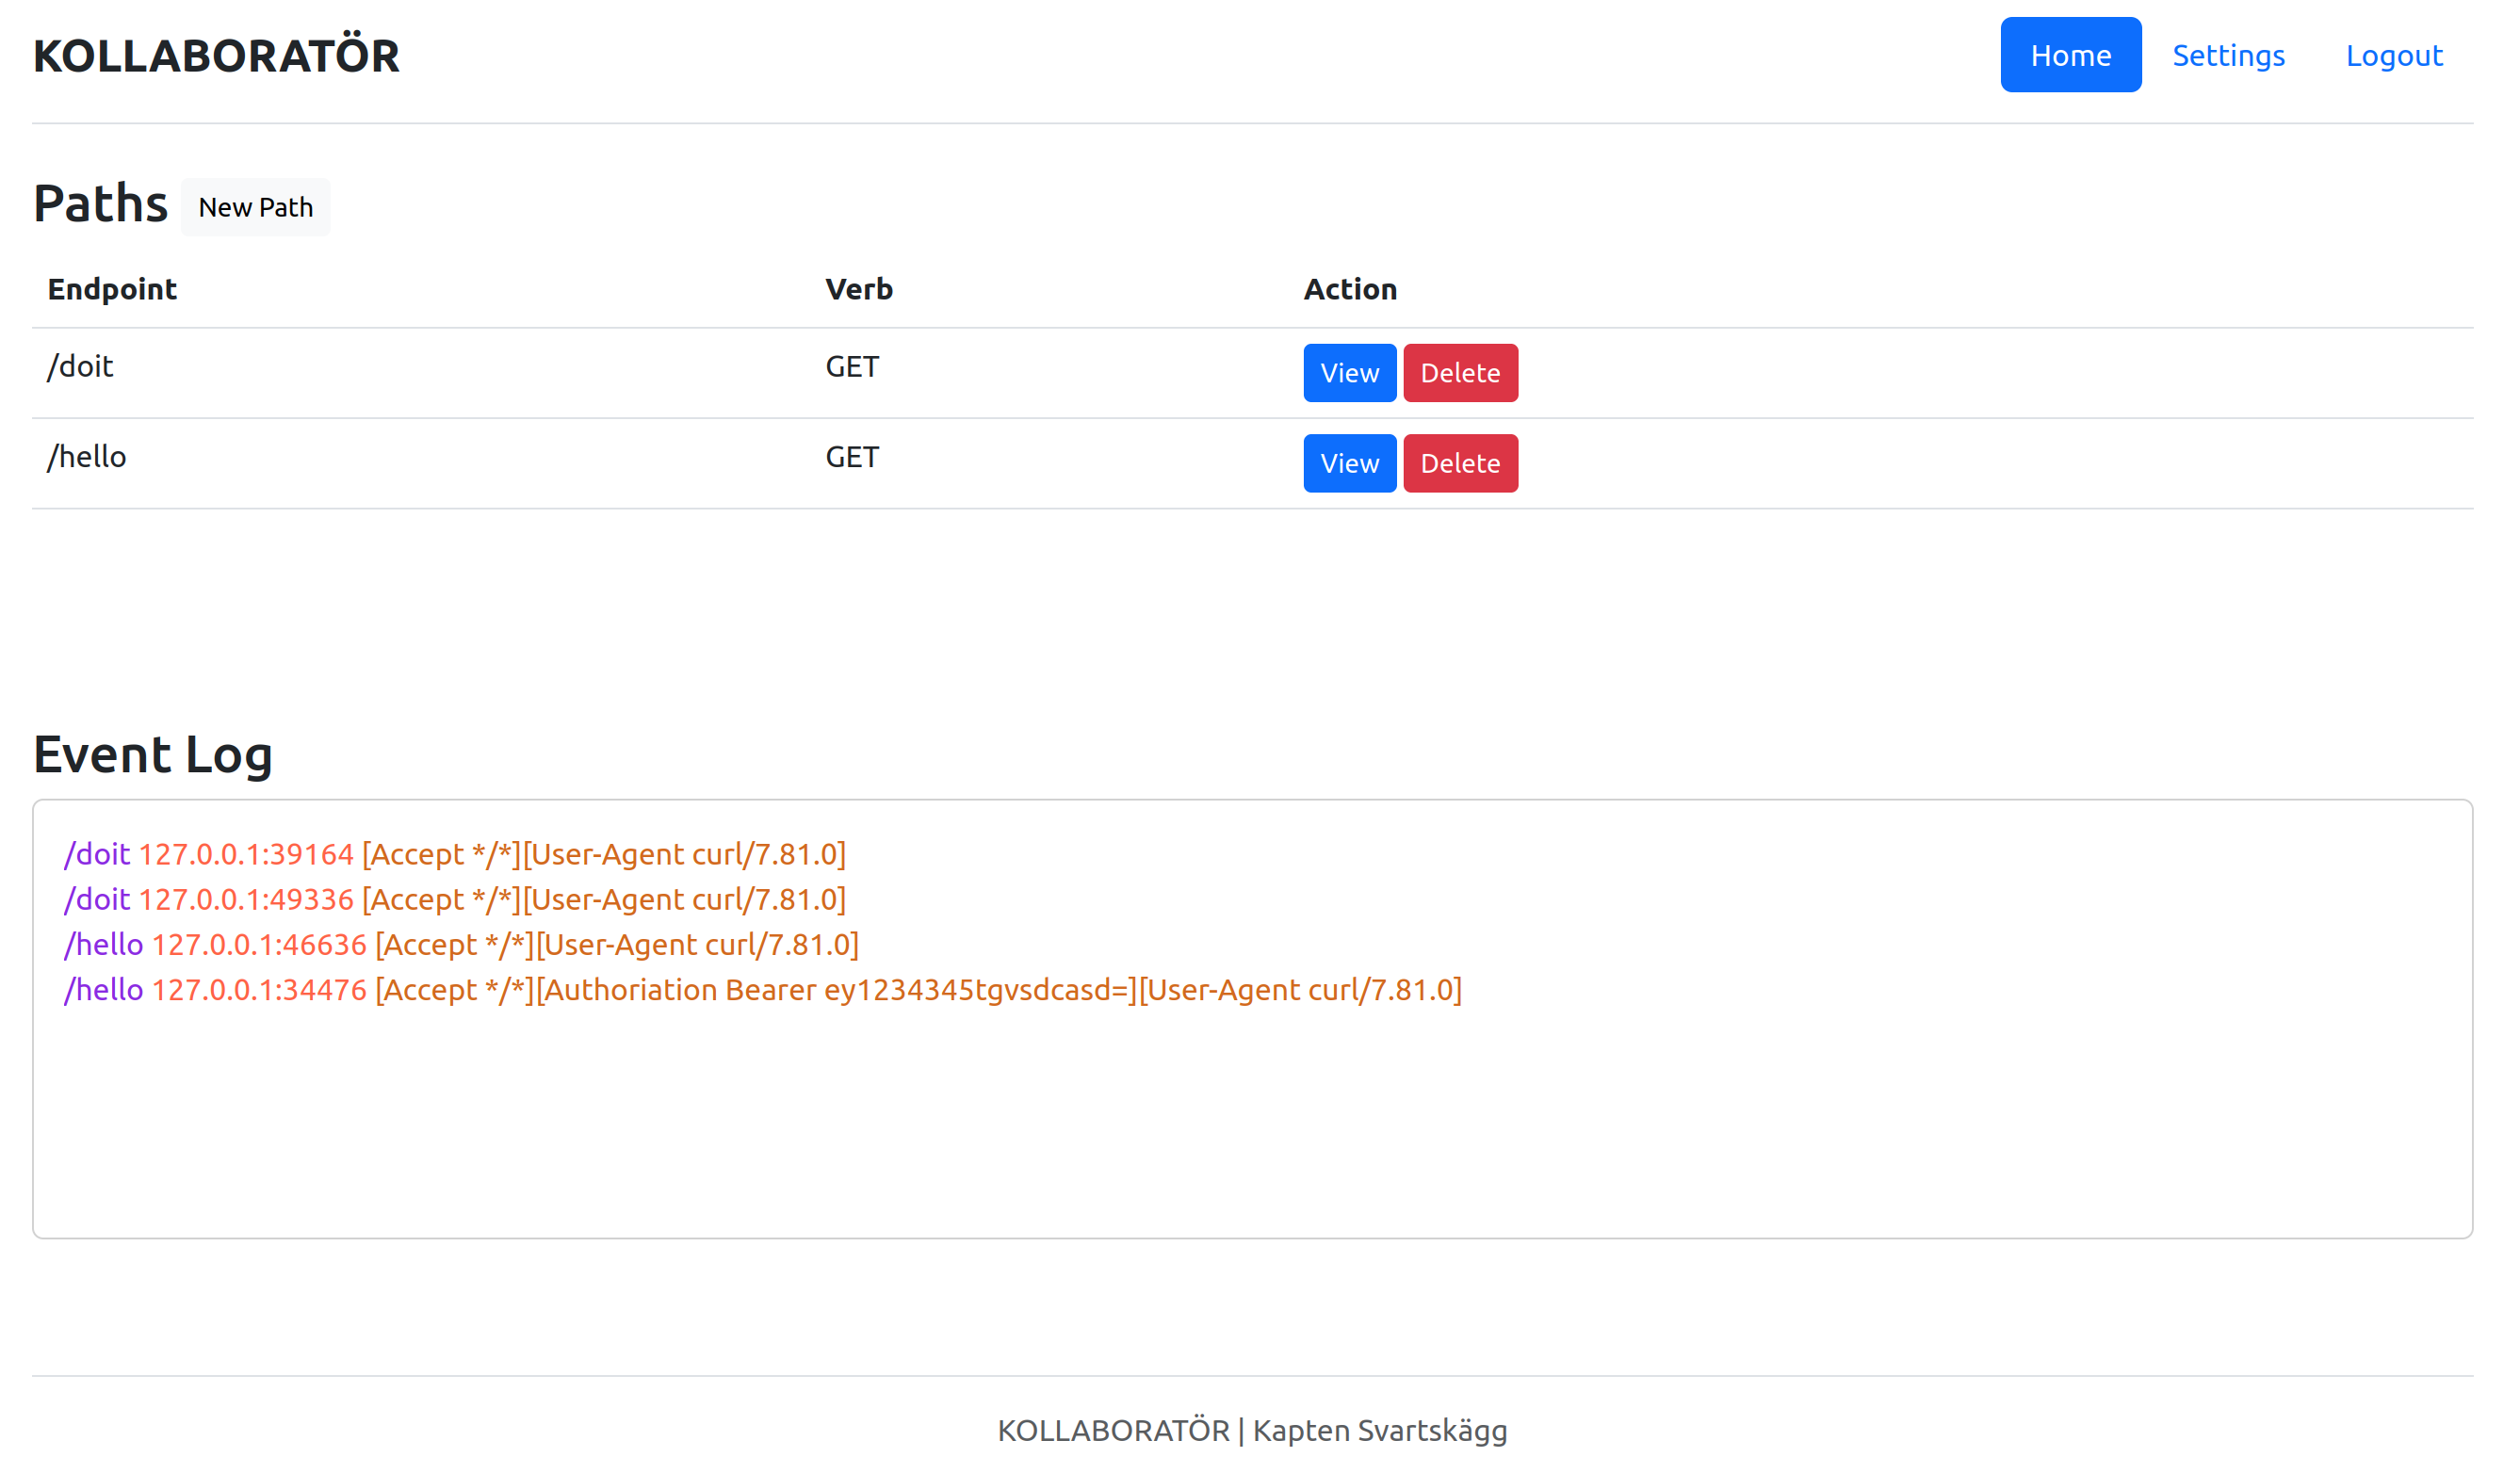 KOLLABORATÖR Home Settings Logout
Paths New Path
Endpoint Verb Action
/doit GET View Delete
/hello GET View Delete
Event Log
/doit 127.0.0.1:39164 [Accept */*][User-Agent curl/7.81.0]
/doit 127.0.0.1:49336 [Accept */*][User-Agent curl/7.81.0]
/hello 127.0.0.1:46636 [Accept */*][User-Agent curl/7.81.0]
/hello 127.0.0.1:34476 [Accept */*][Authoriation Bearer ey1234345tgvsdcasd=][User-Agent curl/7.81.0]
KOLLABORATÖR | Kapten Svartskägg